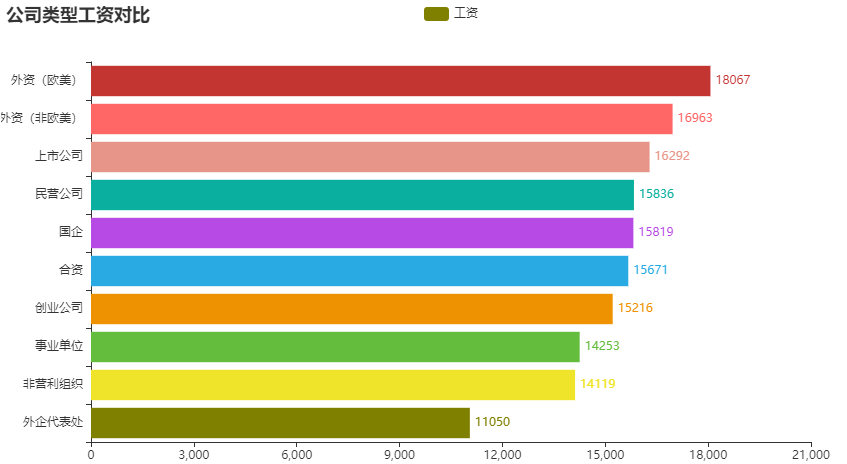 公司类型工资对比
工资
外资（欧美） 18067
外资（非欧美） 16963
上市公司 16292
民营公司 15836
国企 15819
合资 15671
创业公司 15216
事业单位 14253
非营利组织 14119
外企代表处 11050
0 3,000 6,000 9,000 12,000 15,000 18,000 21,000